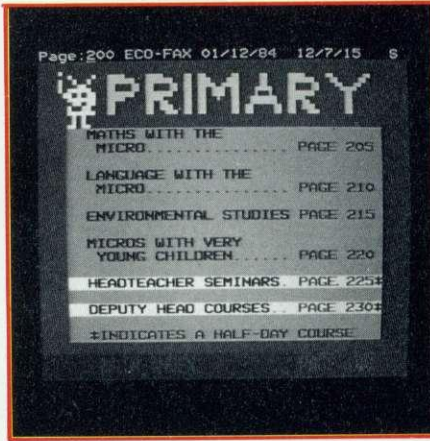 Page:200 ECO-FAX 01/12/84 12/7/15 S
PRIMARY
MATHS WITH THE
MICRO............... PAGE 205
LANGUAGE WITH THE
MICRO............... PAGE 210
ENVIRONMENTAL STUDIES PAGE 215
MICROS WITH VERY
YOUNG CHILDREN...... PAGE 220
HEADTEACHER SEMINARS. PAGE 225‡
DEPUTY HEAD COURSES.. PAGE 230‡
‡INDICATES A HALF-DAY COURSE